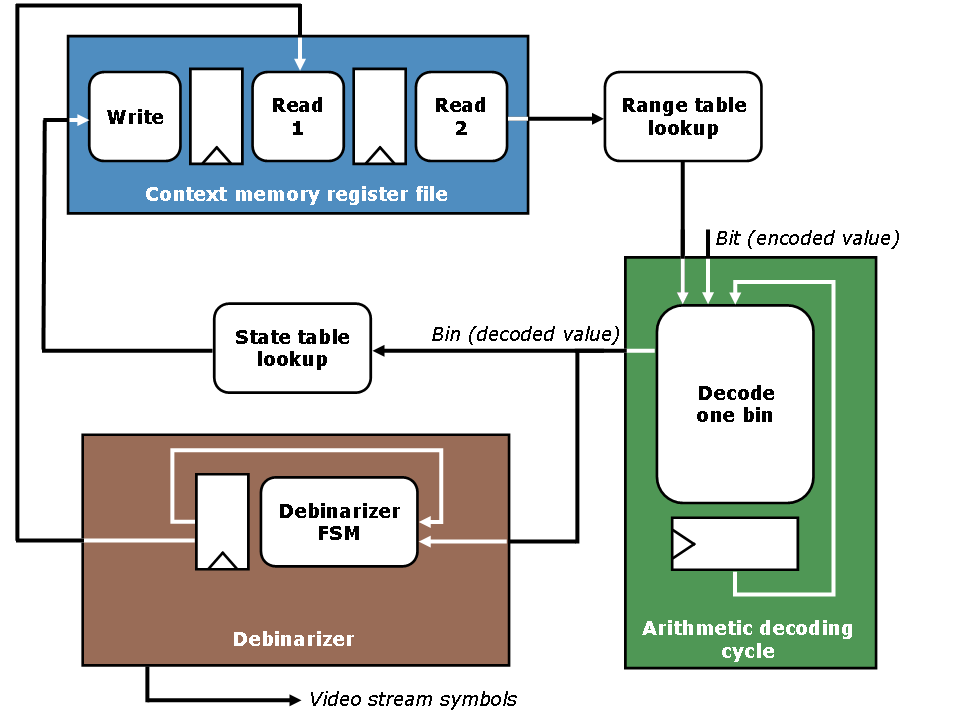 Write
Read
1
Read
2
Range table
lookup
Context memory register file
Bit (encoded value)
State table
lookup
Bin (decoded value)
Decode
one bin
Debinarizer
FSM
Debinarizer
Arithmetic decoding
cycle
Video stream symbols